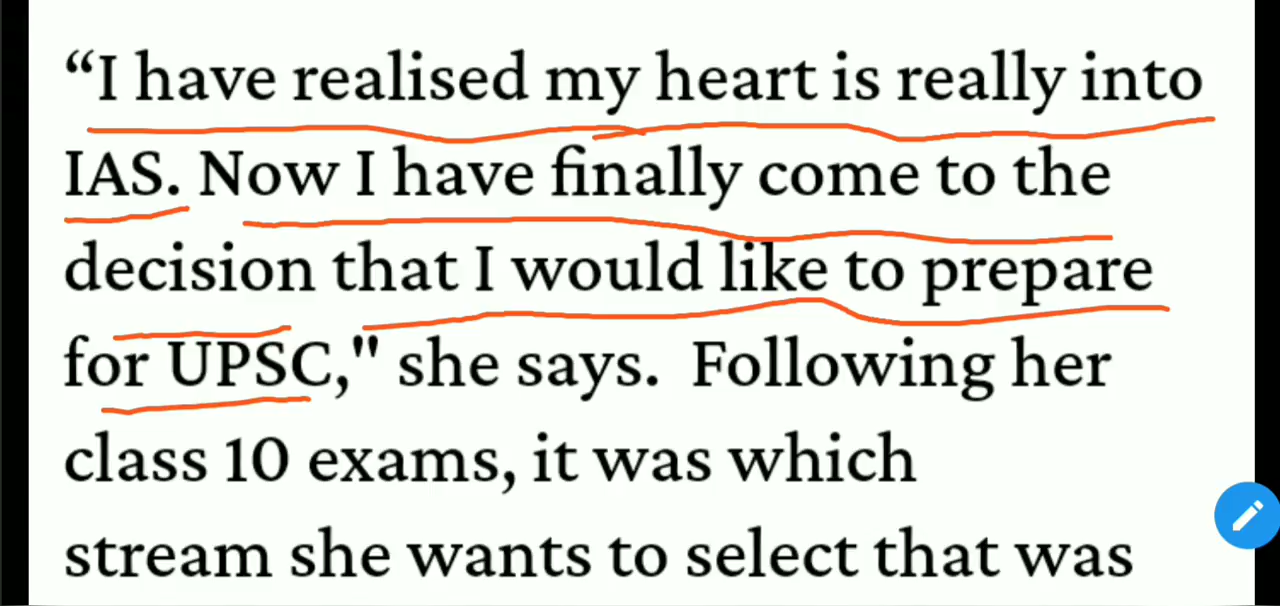 “I have realised my heart is really into
IAS. Now I have finally come to the
decision that I would like to prepare
for UPSC," she says.  Following her
class 10 exams, it was which
stream she wants to select that was